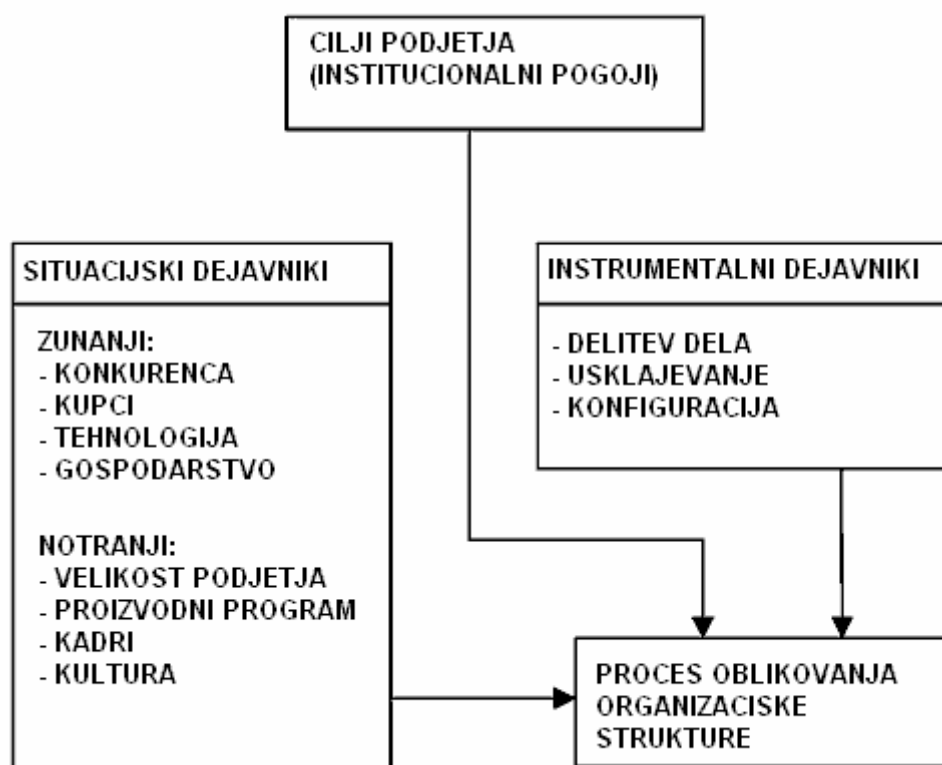 CILJI PODJETJA
(INSTITUCIONALNI POGOJI)
SITUACIJSKI DEJAVNIKI
ZUNANJI:
- KONKURENCA
- KUPCI
- TEHNOLOGIJA
- GOSPODARSTVO
NOTRANJI:
- VELIKOST PODJETJA
- PROIZVODNI PROGRAM
- KADRI
- KULTURA
INSTRUMENTALNI DEJAVNIKI
- DELITEV DELA
- USKLAJEVANJE
- KONFIGURACIJA
PROCES OBLIKOVANJA
ORGANIZACISKE
STRUKTURE